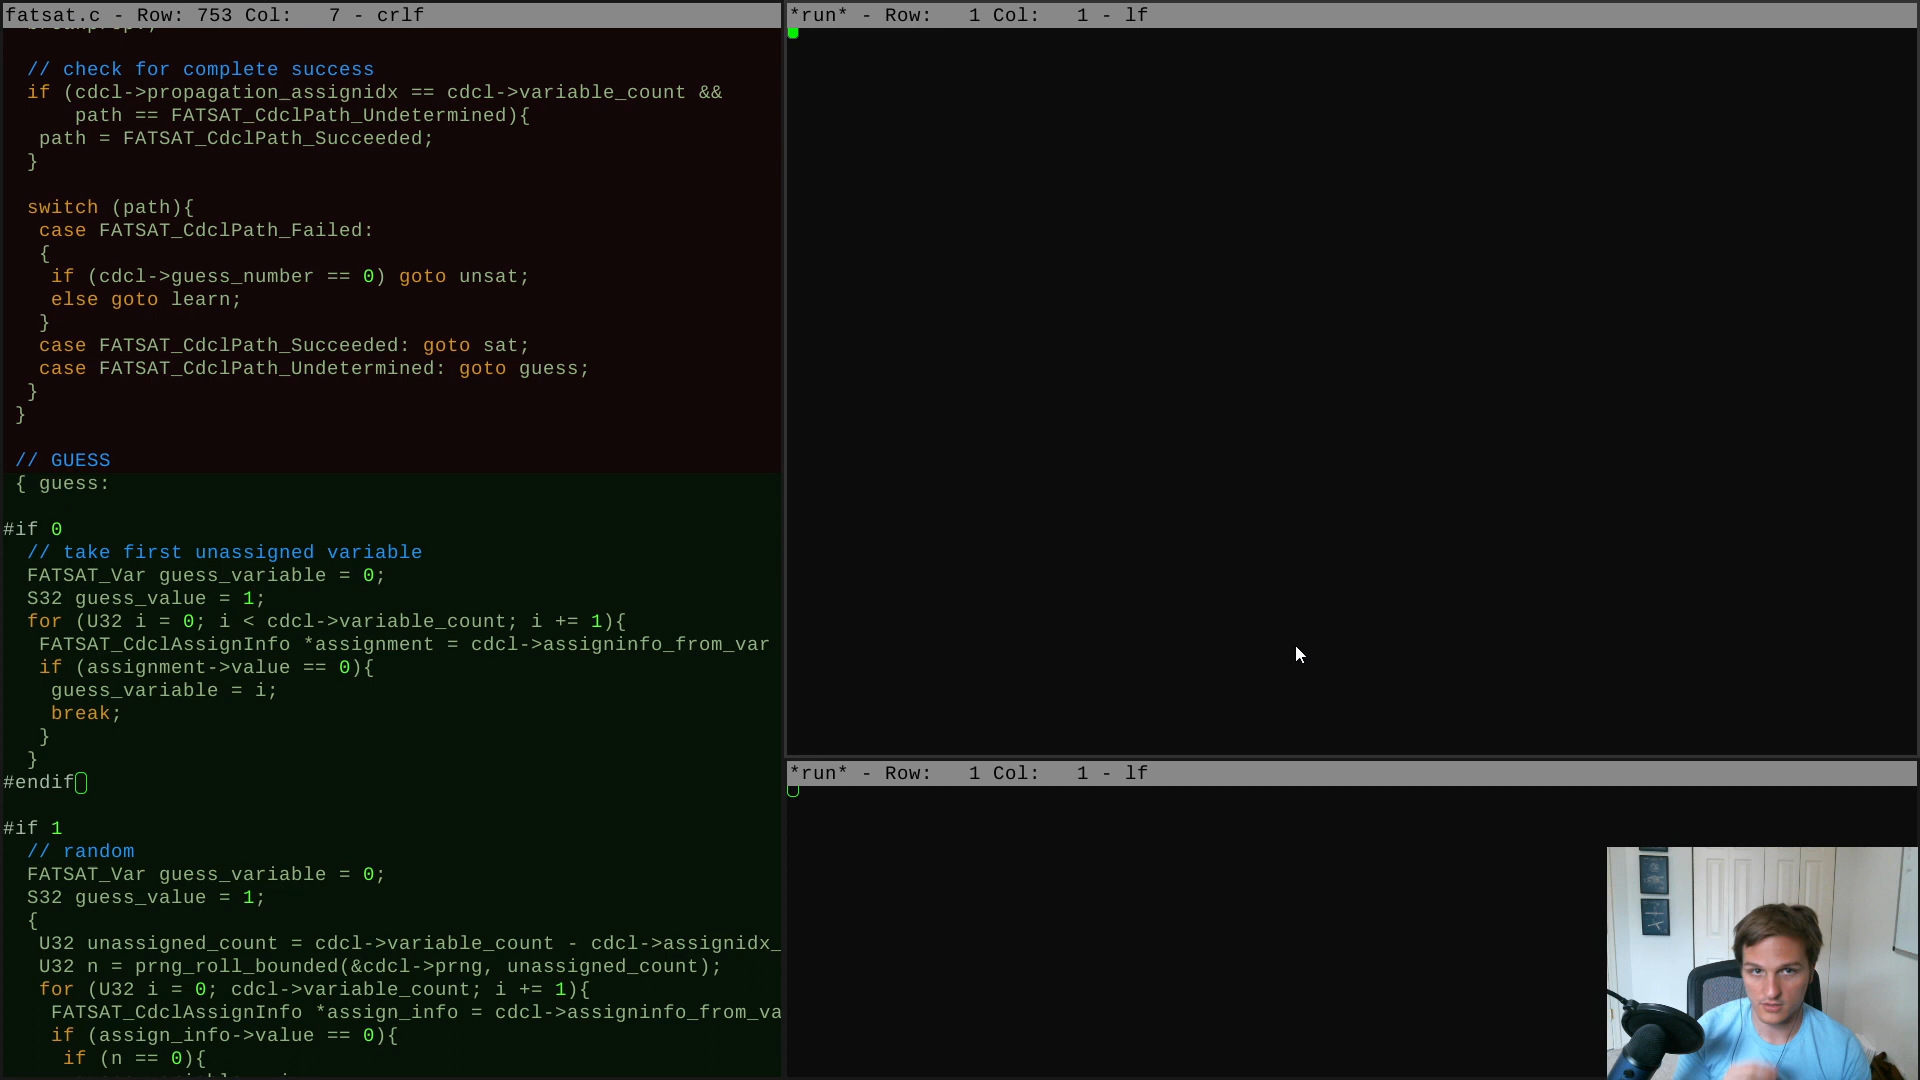 fatsat.c - Row: 753 Col:   7 - crlf
// check for complete success
if (cdcl->propagation_assignidx == cdcl->variable_count &&
path == FATSAT_CdclPath_Undetermined){
path = FATSAT_CdclPath_Succeeded;
}
switch (path){
case FATSAT_CdclPath_Failed:
{
if (cdcl->guess_number == 0) goto unsat;
else goto learn;
}
case FATSAT_CdclPath_Succeeded: goto sat;
case FATSAT_CdclPath_Undetermined: goto guess;
}
}
// GUESS
{ guess:
#if 0
// take first unassigned variable
FATSAT_Var guess_variable = 0;
S32 guess_value = 1;
for (U32 i = 0; i < cdcl->variable_count; i += 1){
FATSAT_CdclAssignInfo *assignment = cdcl->assigninfo_from_var
if (assignment->value == 0){
guess_variable = i;
break;
}
}
#endif
#if 1
// random
FATSAT_Var guess_variable = 0;
S32 guess_value = 1;
{
U32 unassigned_count = cdcl->variable_count - cdcl->assignidx_
U32 n = prng_roll_bounded(&cdcl->prng, unassigned_count);
for (U32 i = 0; cdcl->variable_count; i += 1){
FATSAT_CdclAssignInfo *assign_info = cdcl->assigninfo_from_va
if (assign_info->value == 0){
if (n == 0){
*run* - Row:   1 Col:   1 - lf
*run* - Row:   1 Col:   1 - lf